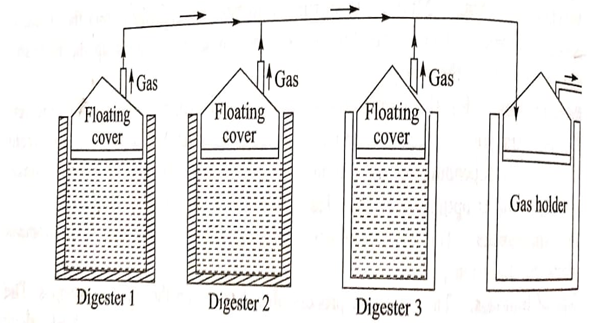 Gas
Gas
Gas
Floating
cover
Floating
cover
Floating
cover
Gas holder
Digester 1
Digester 2
Digester 3